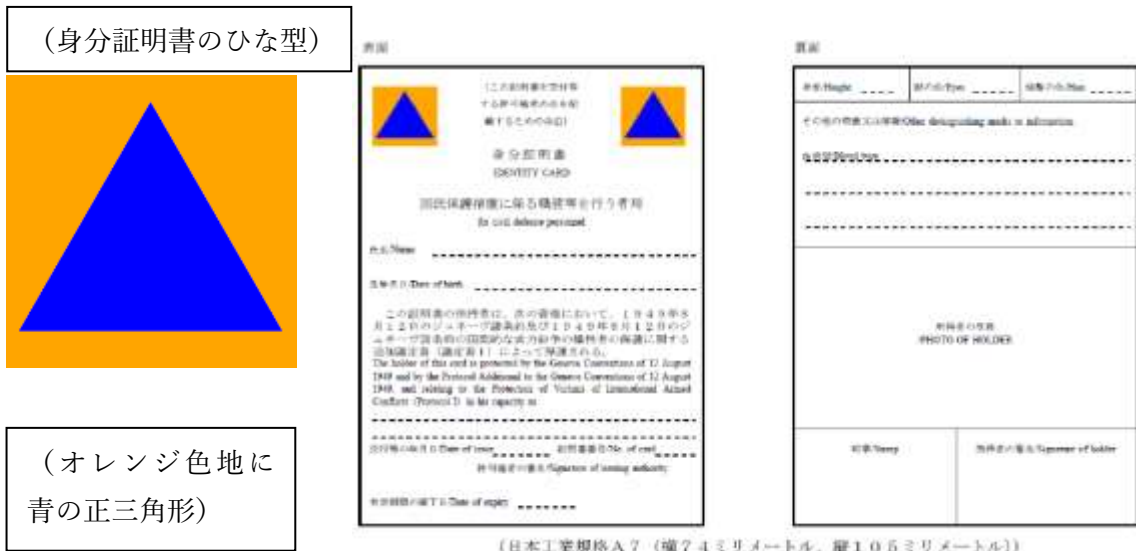 （身分証明書のひな型）
（オレンジ色地に
青の正三角形）
表面
（この証明書を交付等
する許可権者の名を記
載するための余白）
身分証明書
IDENTITY CARD
国民保護措置に係る職務等を行う者用
for civil defence personnel
氏名/Name
生年月日/Date of birth
この証明書の所持者は、次の資格において、１９４９年８
月１２日のジュネーヴ諸条約及び１９４９年８月１２日のジ
ュネーヴ諸条約の国際的な武力紛争の犠牲者の保護に関する
追加議定書（議定書Ⅰ）によって保護される。
The holder of this card is protected by the Geneva Conventions of 12 August
1949 and by the Protocol Additional to the Geneva Conventions of 12 August
1949, and relating to the Protection of Victims of International Armed
Conflicts (Protocol I) in his capacity as
交付等の年月日/Date of issue 証明書番号/No. of card
許可権者の署名/Signature of issuing authority
有効期間の満了日/Date of expiry
裏面
身長/Height 眼の色/Eyes 頭髪の色/Hair
その他の特徴又は情報/Other distinguishing marks or information
血液型/Blood type
所持者の写真
PHOTO OF HOLDER
印章/Stamp 所持者の署名/Signature of holder
（日本工業規格Ａ７（横７４ミリメートル、縦１０５ミリメートル））